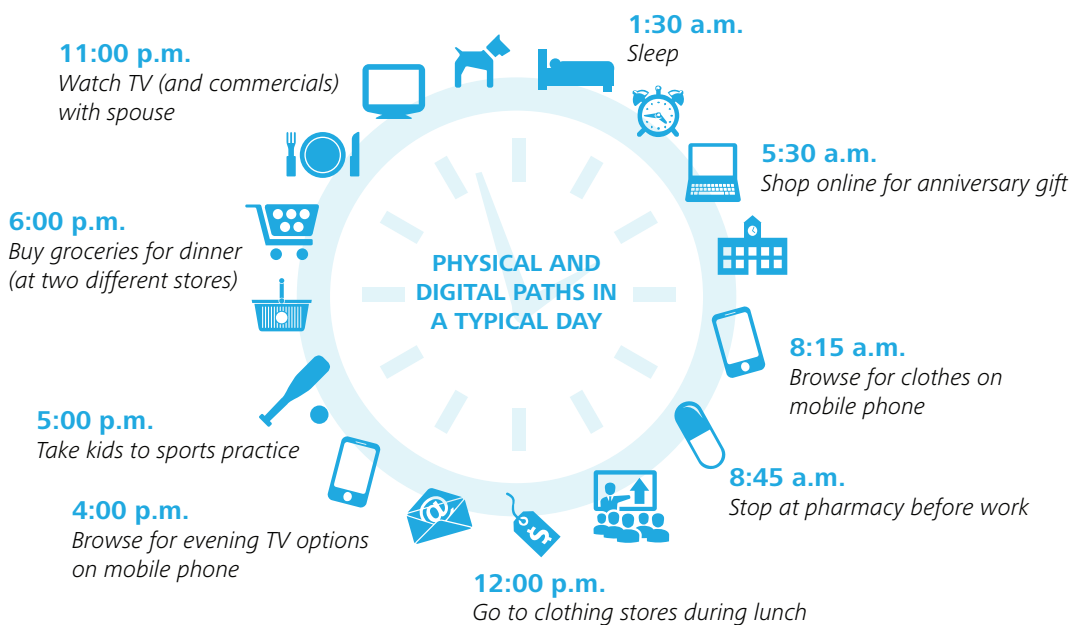 PHYSICAL AND
DIGITAL PATHS IN
A TYPICAL DAY
1:30 a.m.
Sleep
5:30 a.m.
Shop online for anniversary gift
8:15 a.m.
Browse for clothes on
mobile phone
8:45 a.m.
Stop at pharmacy before work
12:00 p.m.
Go to clothing stores during lunch
$
@
4:00 p.m.
Browse for evening TV options
on mobile phone
5:00 p.m.
Take kids to sports practice
6:00 p.m.
Buy groceries for dinner
(at two different stores)
11:00 p.m.
Watch TV (and commercials)
with spouse